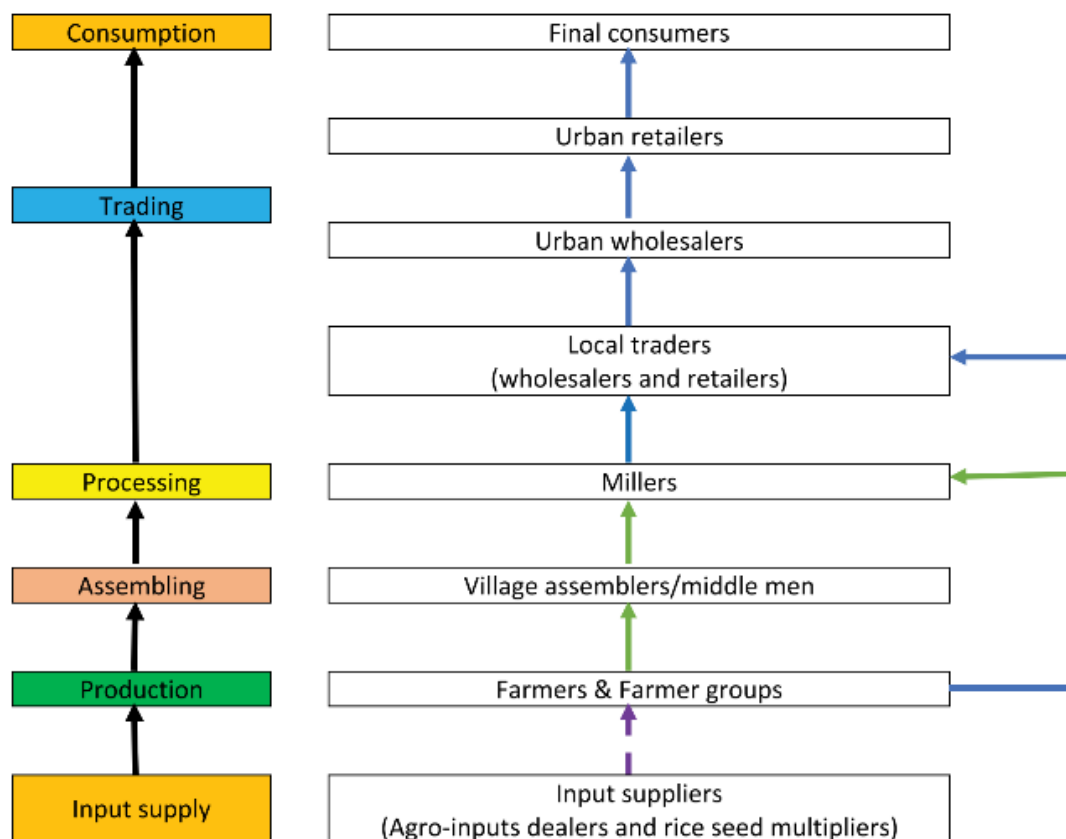 Consumption
Final consumers
Urban retailers
Trading
Urban wholesalers
Local traders
(wholesalers and retailers)
Processing
Millers
Assembling
Village assemblers/middle men
Production
Farmers & Farmer groups
Input supply
Input suppliers
(Agro-inputs dealers and rice seed multipliers)